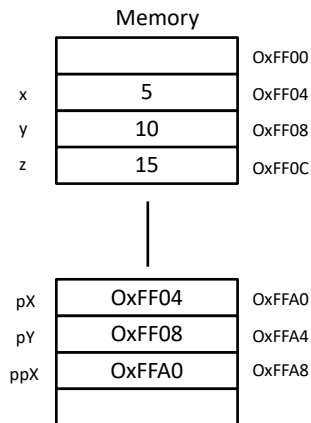 Memory
OxFF00
x 5 OxFF04
y 10 OxFF08
z 15 OxFF0C
pX OxFF04 OxFFA0
pY OxFF08 OxFFA4
ppX OxFFA0 OxFFA8